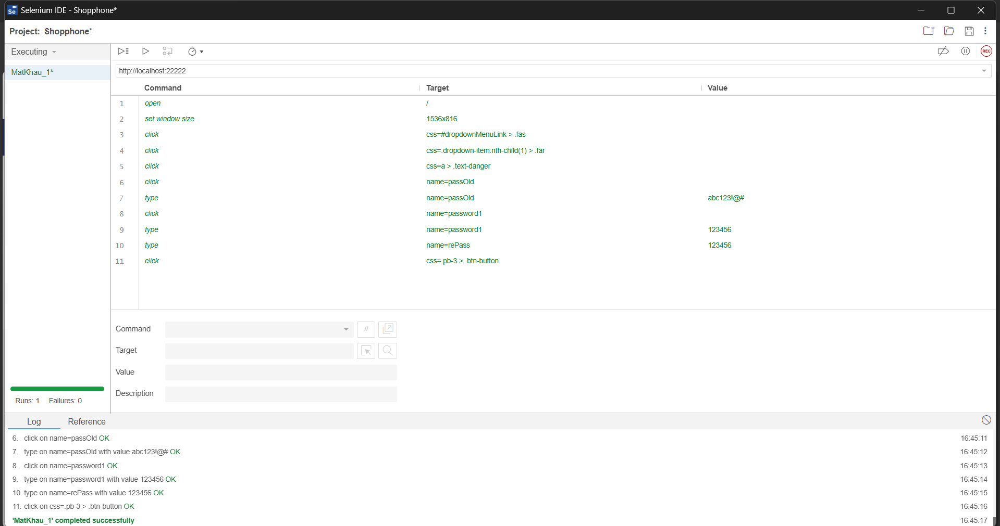 Selenium IDE - Shopphone*
Project: Shopphone*
Executing
MatKhau_1*
REC
http://localhost:22222
Command Target Value
1 open /
2 set window size 1536x816
3 click css=#dropdownMenuLink > .fas
4 click css=.dropdown-item:nth-child(1) > .far
5 click css=a > .text-danger
6 click name=passOld
7 type name=passOld abc123!@#
8 click name=password1
9 type name=password1 123456
10 type name=rePass 123456
11 click css=.pb-3 > .btn-button
Command //
Target
Value
Description
Runs: 1 Failures: 0
Log Reference
6. click on name=passOld OK 16:45:11
7. type on name=passOld with value abc123!@# OK 16:45:12
8. click on name=password1 OK 16:45:13
9. type on name=password1 with value 123456 OK 16:45:14
10. type on name=rePass with value 123456 OK 16:45:15
11. click on css=.pb-3 > .btn-button OK 16:45:16
'MatKhau_1' completed successfully 16:45:17